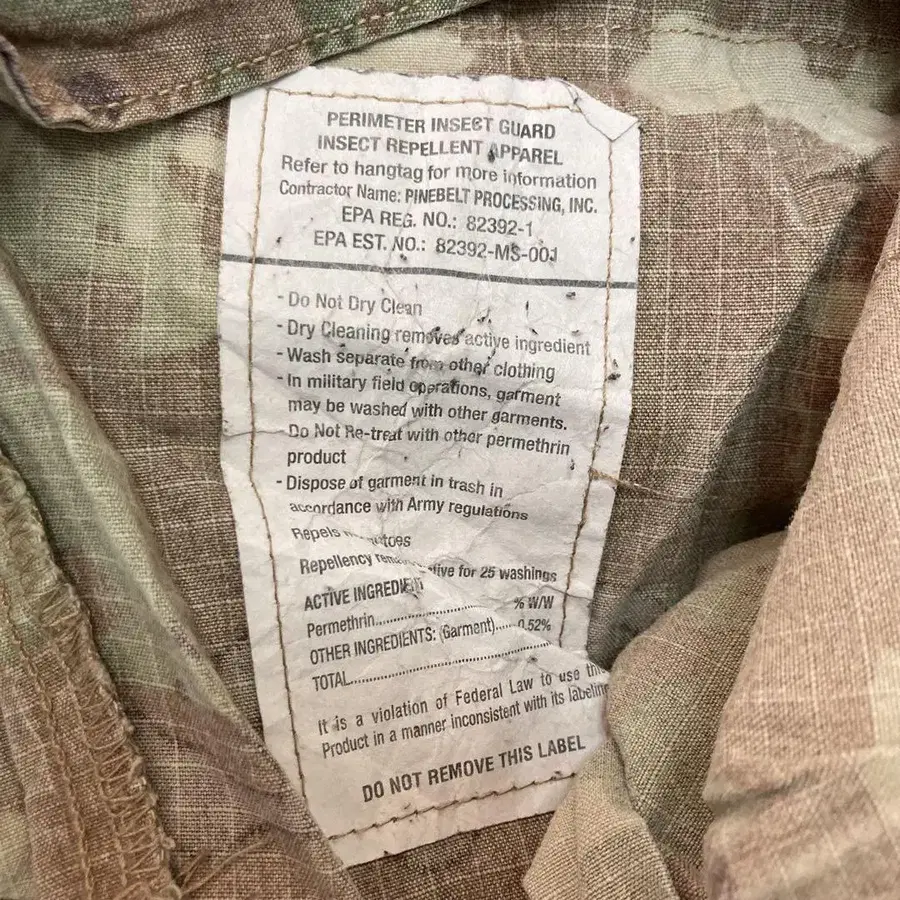 PERIMETER INSECT GUARD
INSECT REPELLENT APPAREL
Refer to hangtag for more information
Contractor Name: PINEBELT PROCESSING, INC.
EPA REG. NO.: 82392-1
EPA EST. NO.: 82392-MS-001
- Do Not Dry Clean
- Dry Cleaning removes active ingredient
- Wash separate from other clothing
- In military field operations, garment
may be washed with other garments.
Do Not Re-treat with other permethrin
product
- Dispose of garment in trash in
accordance with Army regulations
Repels
Repellency for 25 washings
ACTIVE INGREDIENT
% W/W
Permethrin.................... 0.52%
OTHER INGREDIENTS: (Garment).....
TOTAL....................
It is a violation of Federal Law to use this
Product in a manner inconsistent with its labeling
DO NOT REMOVE THIS LABEL